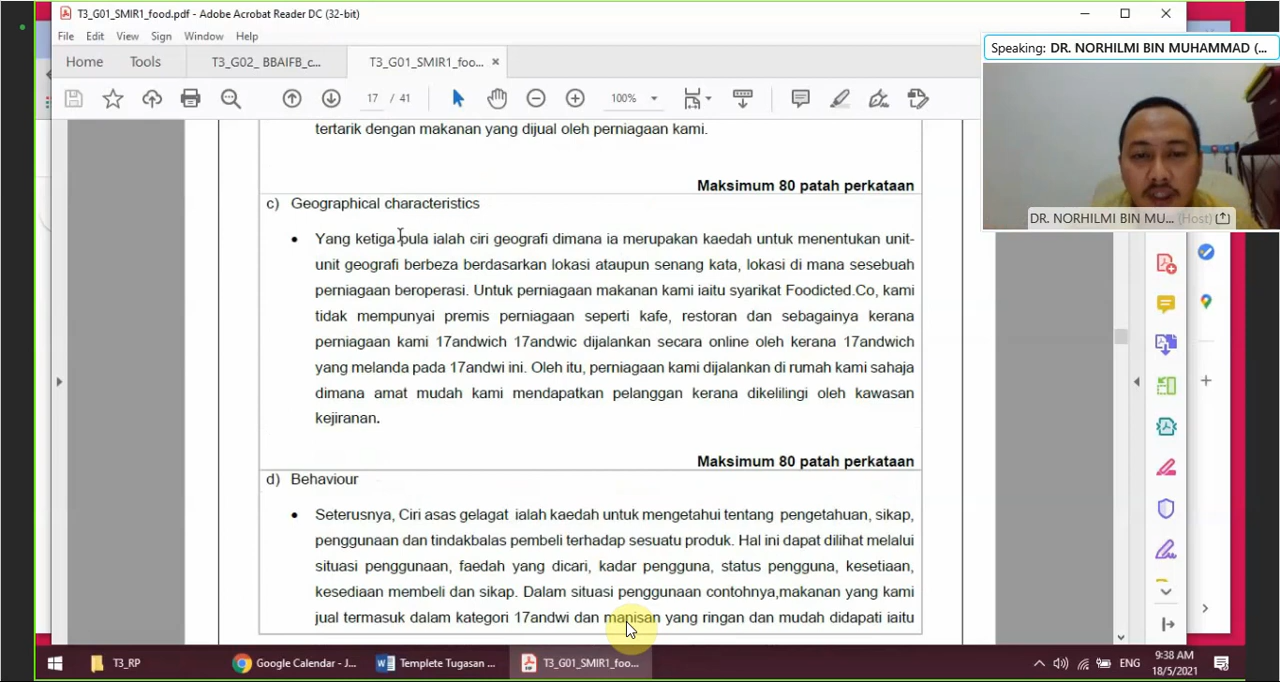 T3_G01_SMIR1_food.pdf - Adobe Acrobat Reader DC (32-bit)
File Edit View Sign Window Help
Speaking: DR. NORHILMI BIN MUHAMMAD (...
Home Tools T3_G02_ BBAIFB_c... T3_G01_SMIR1_foo... ×
17 / 41 100%
tertarik dengan makanan yang dijual oleh perniagaan kami.
Maksimum 80 patah perkataan
DR. NORHILMI BIN MU... (Host)
c) Geographical characteristics
• Yang ketiga pula ialah ciri geografi dimana ia merupakan kaedah untuk menentukan unit-
unit geografi berbeza berdasarkan lokasi ataupun senang kata, lokasi di mana sesebuah
perniagaan beroperasi. Untuk perniagaan makanan kami iaitu syarikat Foodicted.Co, kami
tidak mempunyai premis perniagaan seperti kafe, restoran dan sebagainya kerana
perniagaan kami 17andwich 17andwic dijalankan secara online oleh kerana 17andwich
yang melanda pada 17andwi ini. Oleh itu, perniagaan kami dijalankan di rumah kami sahaja
dimana amat mudah kami mendapatkan pelanggan kerana dikelilingi oleh kawasan
kejiranan.
Maksimum 80 patah perkataan
d) Behaviour
• Seterusnya, Ciri asas gelagat ialah kaedah untuk mengetahui tentang pengetahuan, sikap,
penggunaan dan tindakbalas pembeli terhadap sesuatu produk. Hal ini dapat dilihat melalui
situasi penggunaan, faedah yang dicari, kadar pengguna, status pengguna, kesetiaan,
kesediaan membeli dan sikap. Dalam situasi penggunaan contohnya,makanan yang kami
jual termasuk dalam kategori 17andwi dan manisan yang ringan dan mudah didapati iaitu
T3_RP Google Calendar - J... Templete Tugasan ... T3_G01_SMIR1_foo... ENG 9:38 AM
18/5/2021